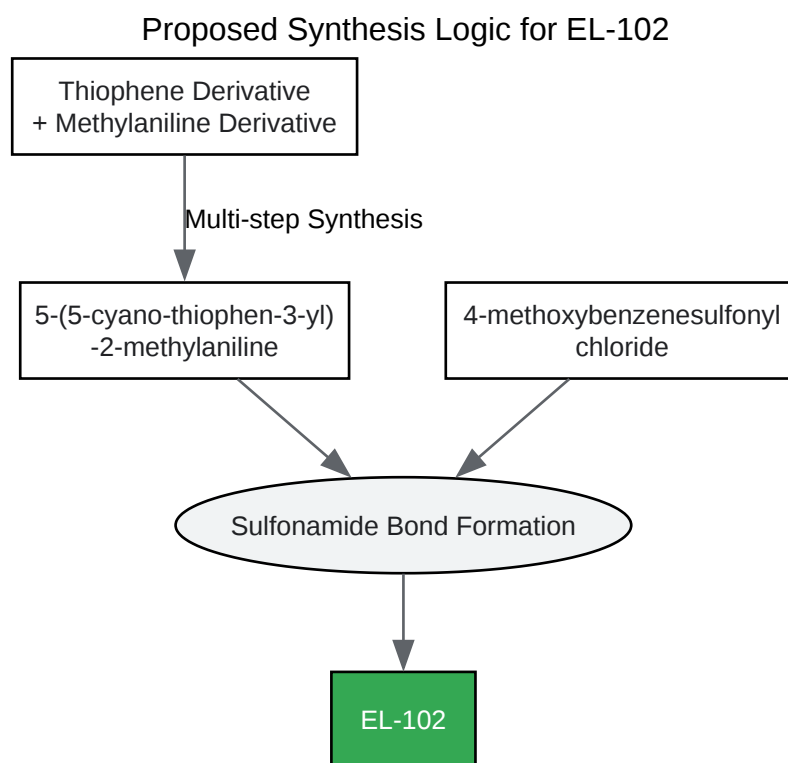 Proposed Synthesis Logic for EL-102
Thiophene Derivative
+ Methylaniline Derivative
Multi-step Synthesis
5-(5-cyano-thiophen-3-yl)
-2-methylaniline
4-methoxybenzenesulfonyl
chloride
Sulfonamide Bond Formation
EL-102